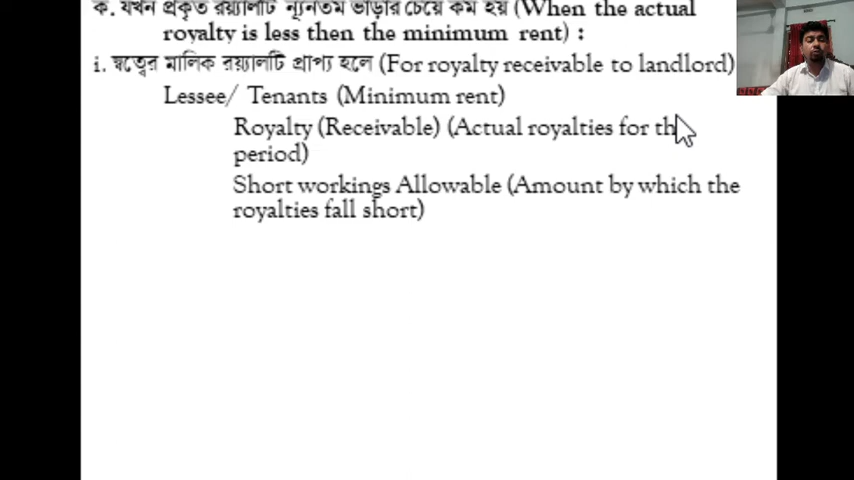 ক. যখন প্রকৃত রয়্যালটি ন্যূনতম ভাড়ার চেয়ে কম হয় (When the actual
royalty is less then the minimum rent) :
i. স্বত্বের মালিক রয়্যালটি প্রাপ্য হলে (For royalty receivable to landlord)
Lessee/ Tenants (Minimum rent)
Royalty (Receivable) (Actual royalties for th
period)
Short workings Allowable (Amount by which the
royalties fall short)